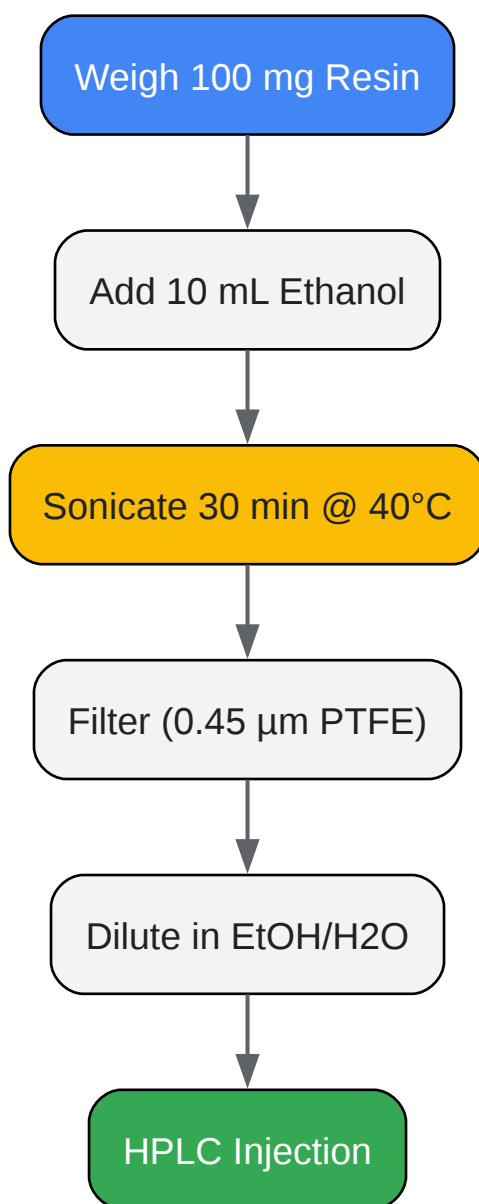 Weigh 100 mg Resin
Add 10 mL Ethanol
Sonicate 30 min @ 40°C
Filter (0.45 µm PTFE)
Dilute in EtOH/H2O
HPLC Injection